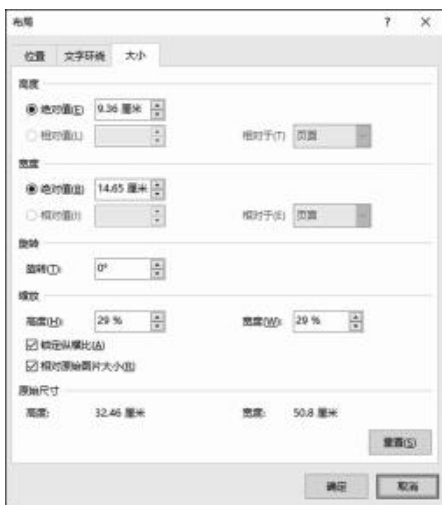 布局 ? ×
位置 文字环绕 大小
高度
绝对值(E) 9.36 厘米
相对值(L) 相对于(T) 页面
宽度
绝对值(B) 14.65 厘米
相对值(I) 相对于(E) 页面
旋转
旋转(T): 0°
缩放
高度(H): 29 % 宽度(W): 29 %
锁定纵横比(A)
相对原始图片大小(R)
原始尺寸
高度: 32.46 厘米 宽度: 50.8 厘米
重置(S)
确定 取消